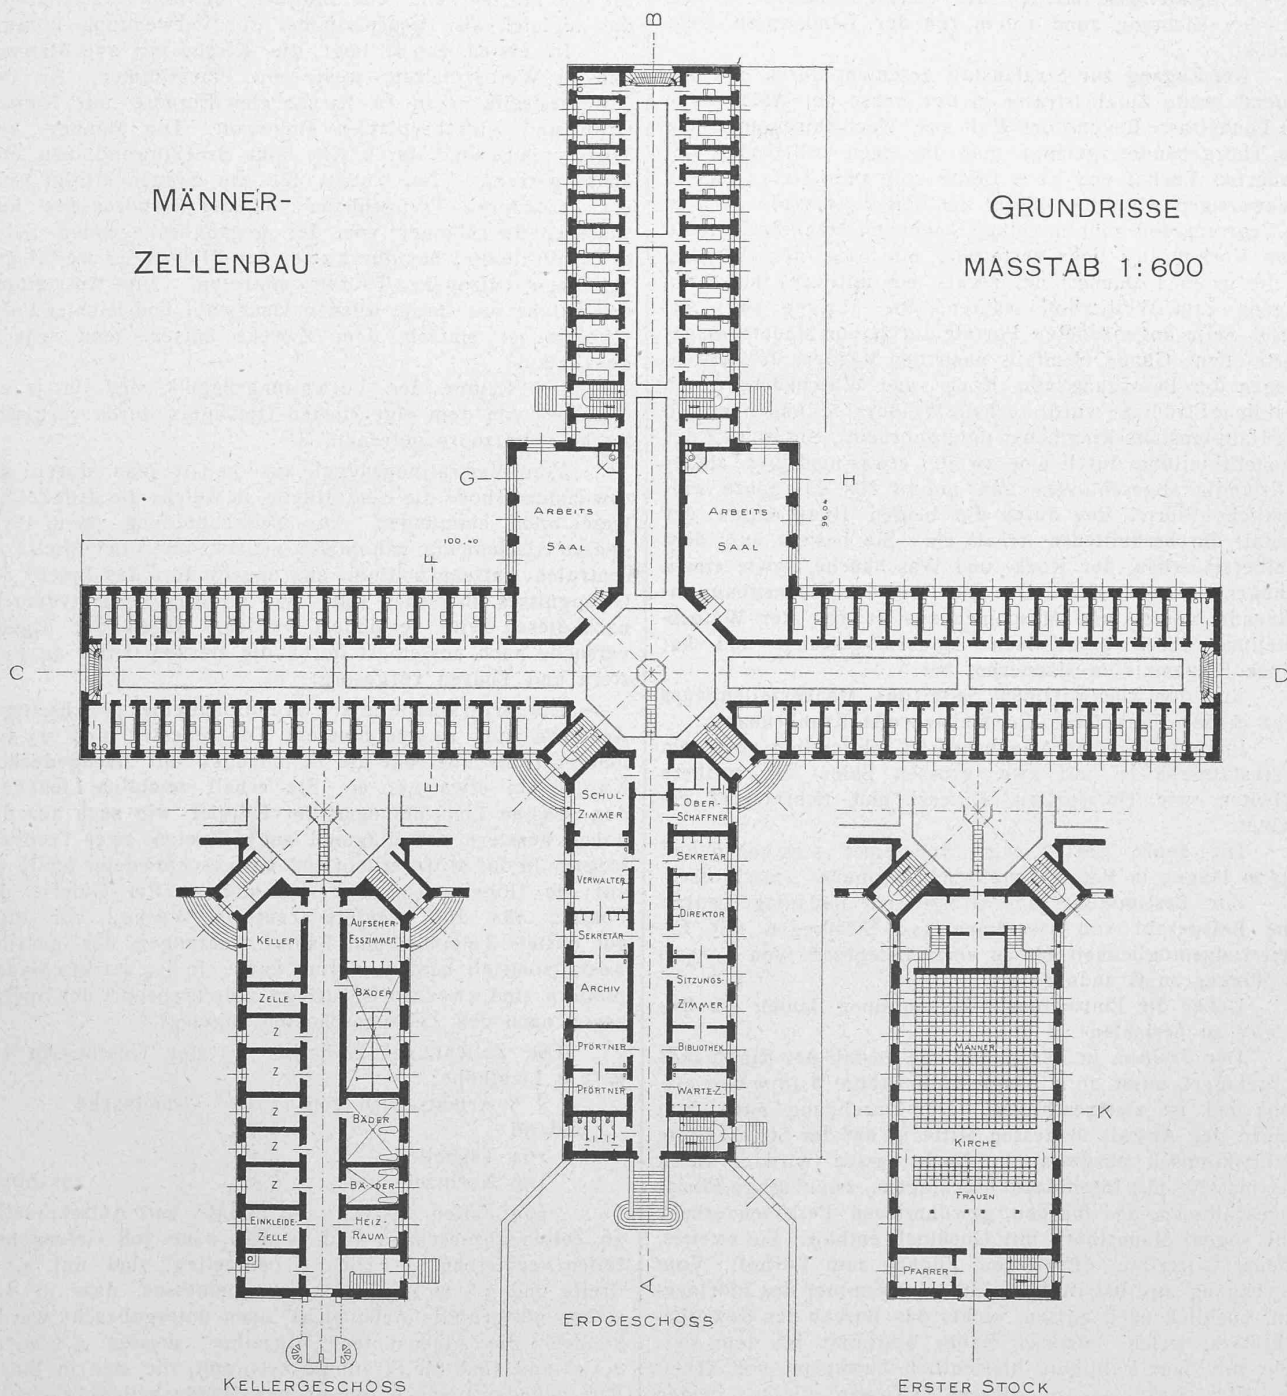 B
MÄNNER-
ZELLENBAU
GRUNDRISSE
MASSTAB 1:600
G
H
ARBEITS
SAAL
ARBEITS
SAAL
100,40
96,04
F
C
D
E
SCHUL-
ZIMMER
OBER-
SCHAFFNER
VERWALTER
SEKRETÄR
SEKRETÄR
DIREKTOR
ARCHIV
SITZUNGS-
ZIMMER
PFÖRTNER
BIBLIOTHEK
PFÖRTNER
WARTE-Z.
A
ERDGESCHOSS
KELLER
AUFSEHER-
ESSZIMMER
ZELLE
BÄDER
Z
Z
Z
Z
BÄDER
Z
BÄDER
EINKLEIDE-
ZELLE
HEIZ-
RAUM
KELLERGESCHOSS
MÄNNER
I
K
KIRCHE
FRAUEN
PFARRER
ERSTER STOCK